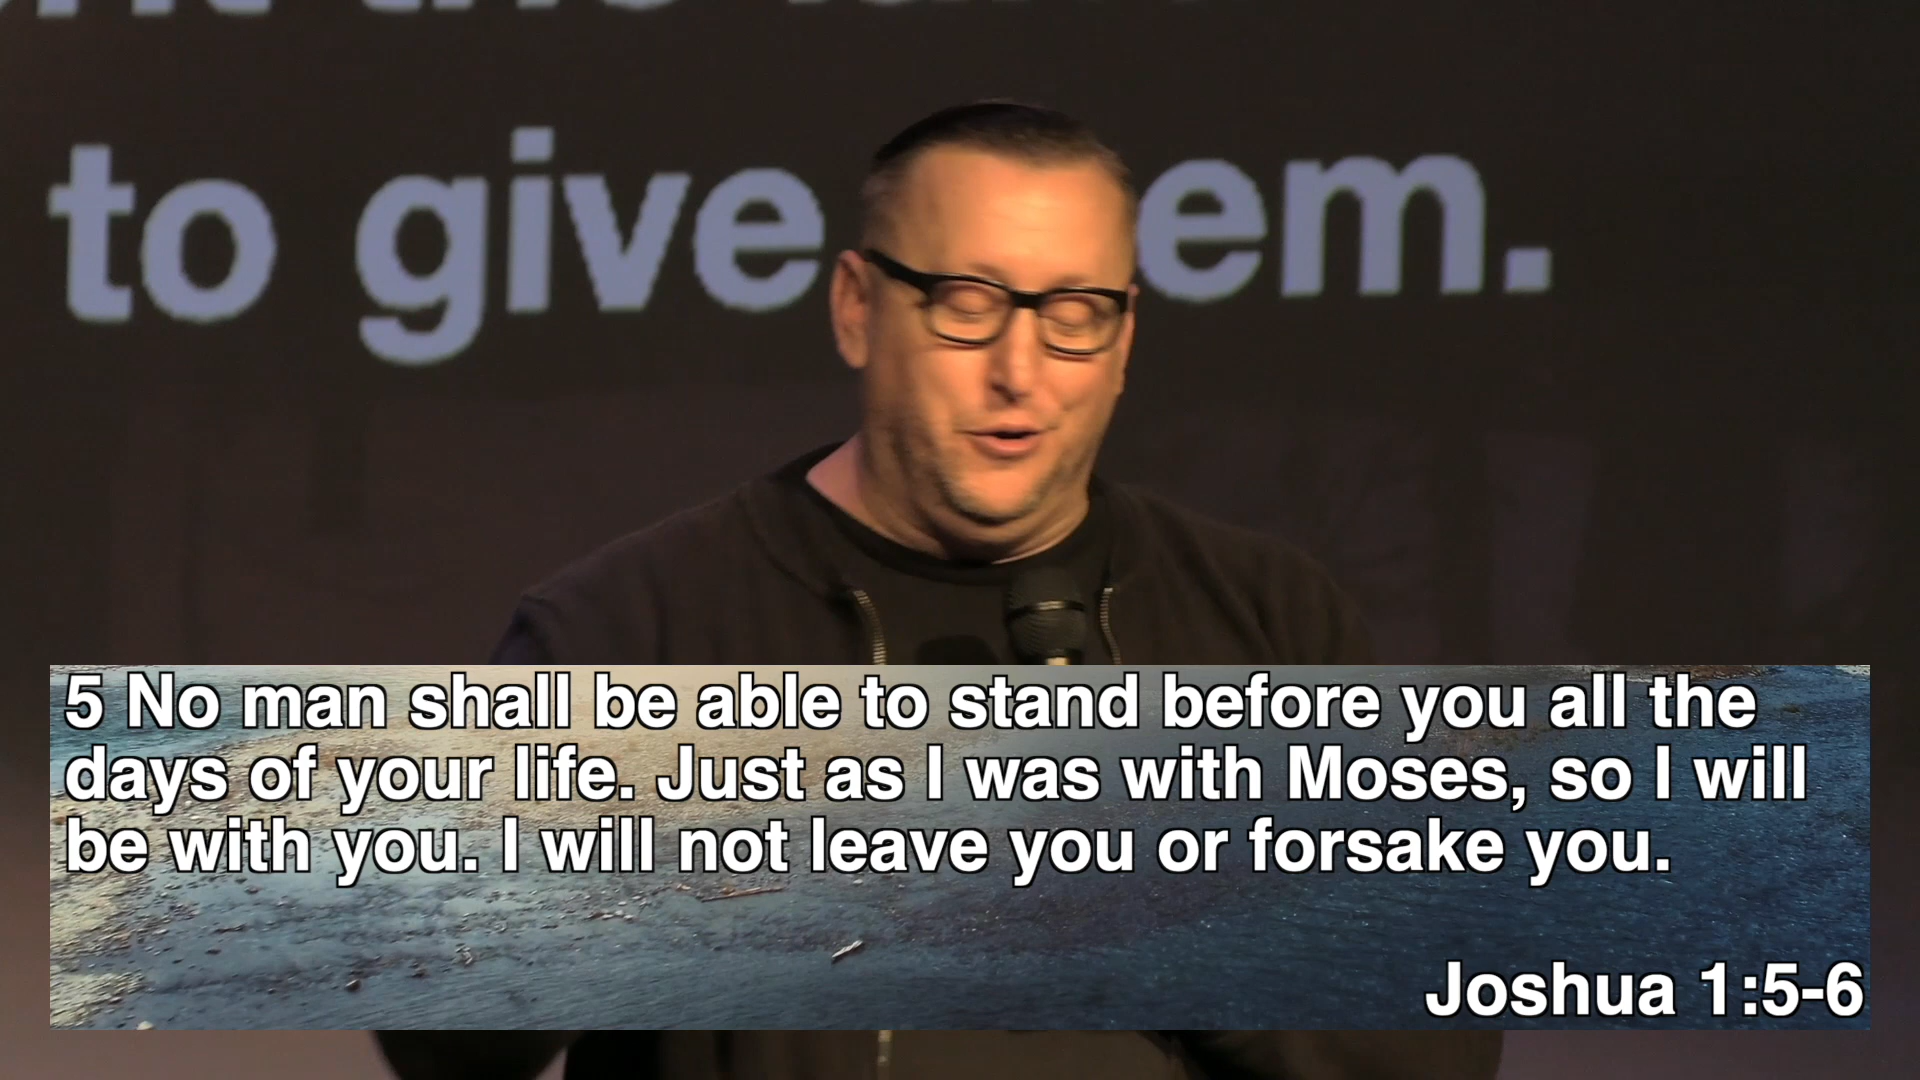 to give em.
5 No man shall be able to stand before you all the
days of your life. Just as I was with Moses, so I will
be with you. I will not leave you or forsake you.
Joshua 1:5-6